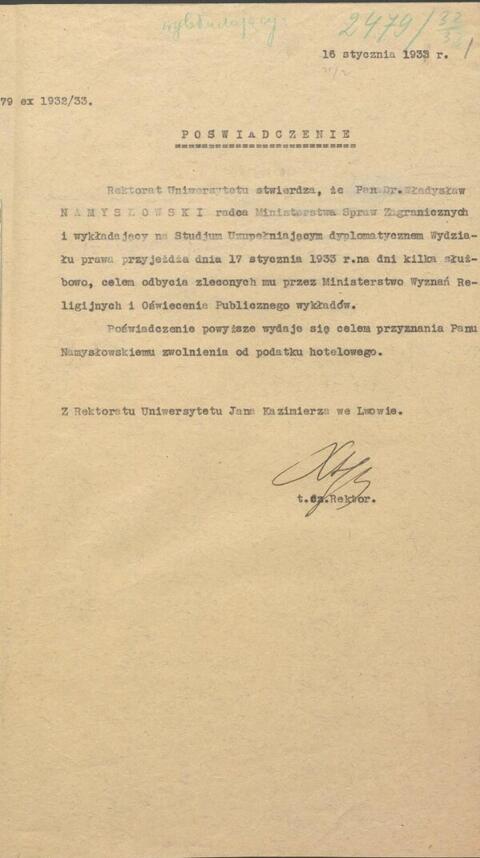 wykładający
2479/32/33
16 stycznia 1933 r.
79 ex 1932/33.
P O Ś W I A D C Z E N I E
Rektorat Uniwersytetu stwierdza, że Pan Dr. Władysław
N A M Y S Ł O W S K I radca Ministerstwa Spraw Zagranicznych
i wykładający na Studjum Uzupełniającym dyplomatycznem Wydzia-
łu prawa przyjeżdża dnia 17 stycznia 1933 r.na dni kilka służ-
bowo, celem odbycia zleconych mu przez Ministerstwo Wyznań Re-
ligijnych i Oświecenia Publicznego wykładów.
Poświadczenie powyższe wydaje się celem przyznania Panu
Namysłowskiemu zwolnienia od podatku hotelowego.
Z Rektoratu Uniwersytetu Jana Kazimierza we Lwowie.
t.cz.Rektor.